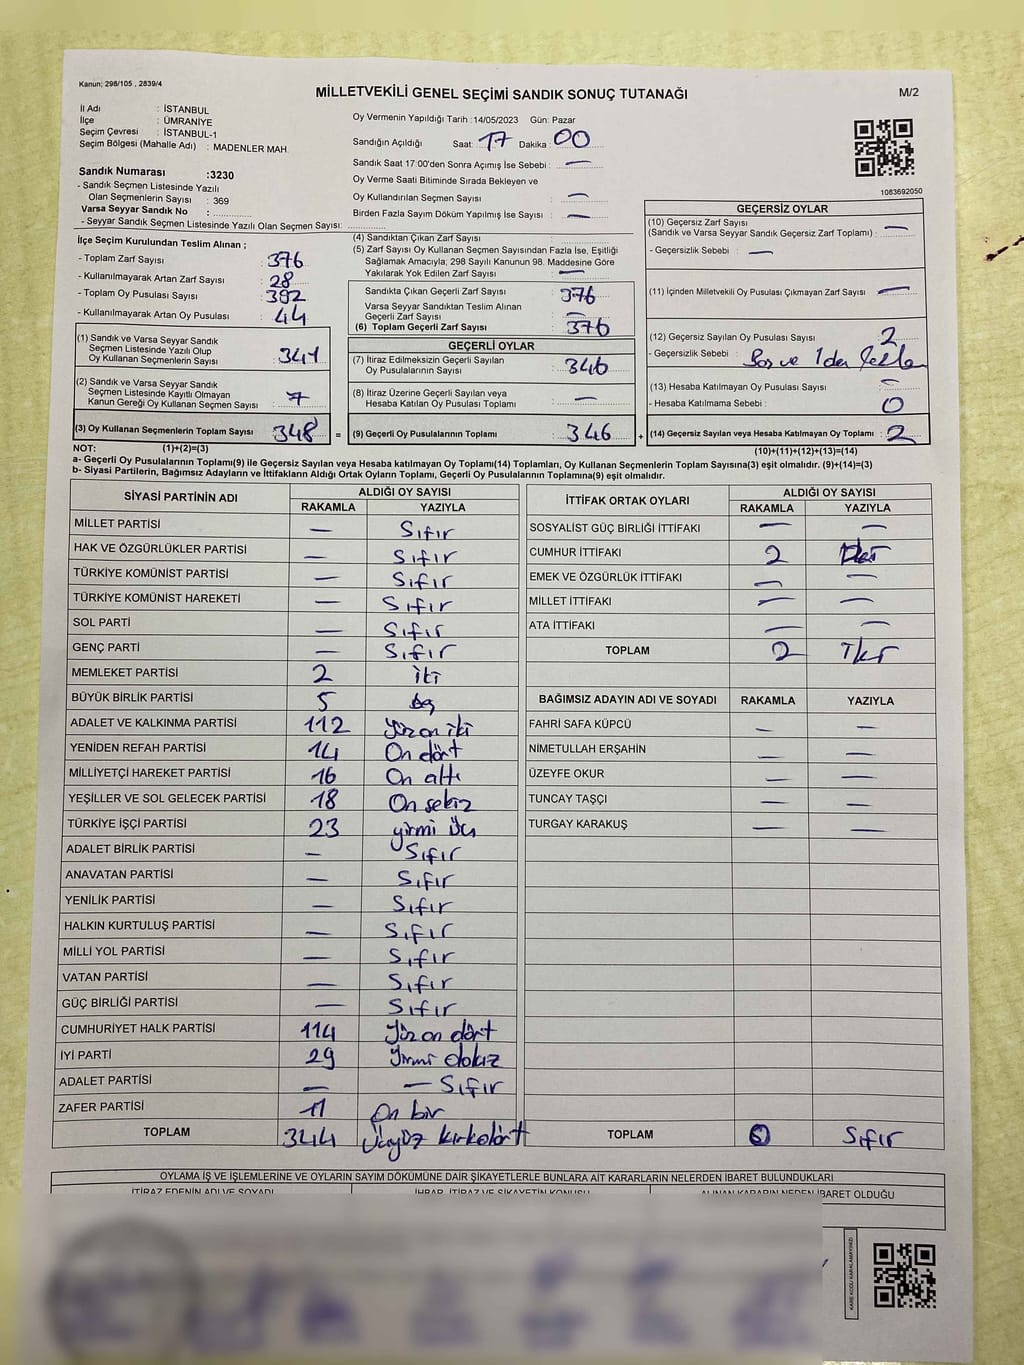 Kanun; 298/105 , 2839/4
MİLLETVEKİLİ GENEL SEÇİMİ SANDIK SONUÇ TUTANAĞI
M/2
İl Adı : İSTANBUL
İlçe : ÜMRANİYE
Seçim Çevresi : İSTANBUL-1
Seçim Bölgesi (Mahalle Adı) : MADENLER MAH.
Sandık Numarası :3230
- Sandık Seçmen Listesinde Yazılı
Olan Seçmenlerin Sayısı : 369
Varsa Seyyar Sandık No :
- Seyyar Sandık Seçmen Listesinde Yazılı Olan Seçmen Sayısı:
Oy Vermenin Yapıldığı Tarih :14/05/2023 Gün: Pazar
Sandığın Açıldığı Saat: 17 Dakika : 00
Sandık Saat 17:00'den Sonra Açımış İse Sebebi : —
Oy Verme Saati Bitiminde Sırada Bekleyen ve
Oy Kullandırılan Seçmen Sayısı : —
Birden Fazla Sayım Döküm Yapılmış İse Sayısı : —
1083692050
İlçe Seçim Kurulundan Teslim Alınan ;
- Toplam Zarf Sayısı : 376
- Kullanılmayarak Artan Zarf Sayısı : 28
- Toplam Oy Pusulası Sayısı : 392
- Kullanılmayarak Artan Oy Pusulası : 44
(1) Sandık ve Varsa Seyyar Sandık
Seçmen Listesinde Yazılı Olup
Oy Kullanan Seçmenlerin Sayısı : 341
(2) Sandık ve Varsa Seyyar Sandık
Seçmen Listesinde Kayıtlı Olmayan
Kanun Gereği Oy Kullanan Seçmen Sayısı : 7
(3) Oy Kullanan Seçmenlerin Toplam Sayısı : 348 =
(4) Sandıktan Çıkan Zarf Sayısı :
(5) Zarf Sayısı Oy Kullanan Seçmen Sayısından Fazla İse, Eşitliği
Sağlamak Amacıyla; 298 Sayılı Kanunun 98. Maddesine Göre
Yakılarak Yok Edilen Zarf Sayısı : —
Sandıkta Çıkan Geçerli Zarf Sayısı : 376
Varsa Seyyar Sandıktan Teslim Alınan
Geçerli Zarf Sayısı : —
(6) Toplam Geçerli Zarf Sayısı : 376
GEÇERLİ OYLAR
(7) İtiraz Edilmeksizin Geçerli Sayılan
Oy Pusulalarının Sayısı : 346
(8) İtiraz Üzerine Geçerli Sayılan veya
Hesaba Katılan Oy Pusulası Toplamı : —
(9) Geçerli Oy Pusulalarının Toplamı : 346 +
GEÇERSİZ OYLAR
(10) Geçersiz Zarf Sayısı
(Sandık ve Varsa Seyyar Sandık Geçersiz Zarf Toplamı) : —
- Geçersizlik Sebebi : —
(11) İçinden Milletvekili Oy Pusulası Çıkmayan Zarf Sayısı : —
(12) Geçersiz Sayılan Oy Pusulası Sayısı : 2
- Geçersizlik Sebebi : Boş ve 1 den fazla
(13) Hesaba Katılmayan Oy Pusulası Sayısı : —
- Hesaba Katılmama Sebebi : 0
(14) Geçersiz Sayılan veya Hesaba Katılmayan Oy Toplamı : 2
NOT: (1)+(2)=(3)
(10)+(11)+(12)+(13)=(14)
a- Geçerli Oy Pusulalarının Toplamı(9) ile Geçersiz Sayılan veya Hesaba katılmayan Oy Toplamı(14) Toplamları, Oy Kullanan Seçmenlerin Toplam Sayısına(3) eşit olmalıdır. (9)+(14)=(3)
b- Siyasi Partilerin, Bağımsız Adayların ve İttifakların Aldığı Ortak Oyların Toplamı, Geçerli Oy Pusulalarının Toplamına(9) eşit olmalıdır.
SİYASİ PARTİNİN ADI ALDIĞI OY SAYISI
RAKAMLA YAZIYLA
MİLLET PARTİSİ — Sıfır
HAK VE ÖZGÜRLÜKLER PARTİSİ — Sıfır
TÜRKİYE KOMÜNİST PARTİSİ — Sıfır
TÜRKİYE KOMÜNİST HAREKETİ — Sıfır
SOL PARTİ — Sıfır
GENÇ PARTİ — Sıfır
MEMLEKET PARTİSİ 2 iki
BÜYÜK BİRLİK PARTİSİ 5 beş
ADALET VE KALKINMA PARTİSİ 112 Yüz on iki
YENİDEN REFAH PARTİSİ 14 On dört
MİLLİYETÇİ HAREKET PARTİSİ 16 On altı
YEŞİLLER VE SOL GELECEK PARTİSİ 18 On sekiz
TÜRKİYE İŞÇİ PARTİSİ 23 yirmi üç
ADALET BİRLİK PARTİSİ — Sıfır
ANAVATAN PARTİSİ — Sıfır
YENİLİK PARTİSİ — Sıfır
HALKIN KURTULUŞ PARTİSİ — Sıfır
MİLLİ YOL PARTİSİ — Sıfır
VATAN PARTİSİ — Sıfır
GÜÇ BİRLİĞİ PARTİSİ — Sıfır
CUMHURİYET HALK PARTİSİ 114 Yüz on dört
İYİ PARTİ 29 Yirmi dokuz
ADALET PARTİSİ — — Sıfır
ZAFER PARTİSİ 11 On bir
TOPLAM 344 Üçyüz kırkdört
İTTİFAK ORTAK OYLARI ALDIĞI OY SAYISI
RAKAMLA YAZIYLA
SOSYALİST GÜÇ BİRLİĞİ İTTİFAKI — —
CUMHUR İTTİFAKI 2
EMEK VE ÖZGÜRLÜK İTTİFAKI — —
MİLLET İTTİFAKI — —
ATA İTTİFAKI — —
TOPLAM 2 İki
BAĞIMSIZ ADAYIN ADI VE SOYADI RAKAMLA YAZIYLA
FAHRİ SAFA KÜPCÜ — —
NİMETULLAH ERŞAHİN — —
ÜZEYFE OKUR — —
TUNCAY TAŞÇI — —
TURGAY KARAKUŞ — —
TOPLAM 0 Sıfır
OYLAMA İŞ VE İŞLEMLERİNE VE OYLARIN SAYIM DÖKÜMÜNE DAİR ŞİKAYETLERLE BUNLARA AİT KARARLARIN NELERDEN İBARET BULUNDUKLARI
İTİRAZ EDENİN ADI VE SOYADI İHBAR, İTİRAZ VE ŞİKAYETİN KONUSU ALINAN KARARIN NEDEN İBARET OLDUĞU
KARE KODU KARALAMAYINIZ!